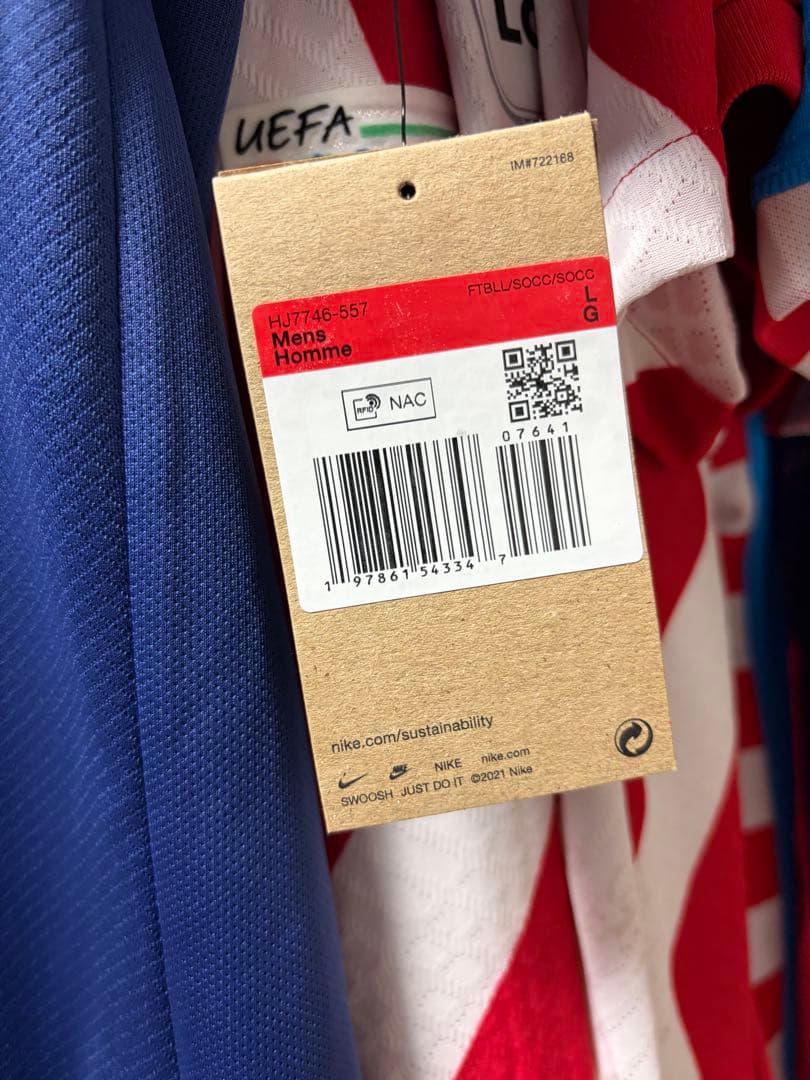 LO
UEFA
IM#722168
FTBLL/SOCC/SOCC
HJ7746-557
L
Mens
G
Homme
RFID
NAC
07641
1 97861 54334 7
nike.com/sustainability
NIKE nike.com
SWOOSH JUST DO IT ©2021 Nike